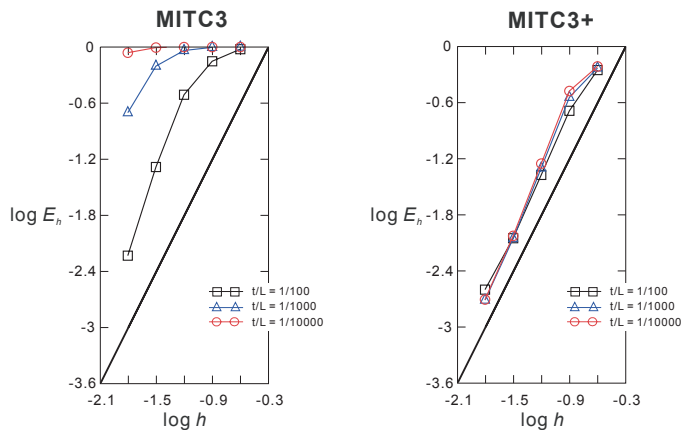 MITC3
0
-0.6
-1.2
-1.8
-2.4
-3
-3.6
log Eₕ
t/L = 1/100
t/L = 1/1000
t/L = 1/10000
-2.1 -1.5 -0.9 -0.3
log h
MITC3+
0
-0.6
-1.2
-1.8
-2.4
-3
-3.6
log Eₕ
t/L = 1/100
t/L = 1/1000
t/L = 1/10000
-2.1 -1.5 -0.9 -0.3
log h